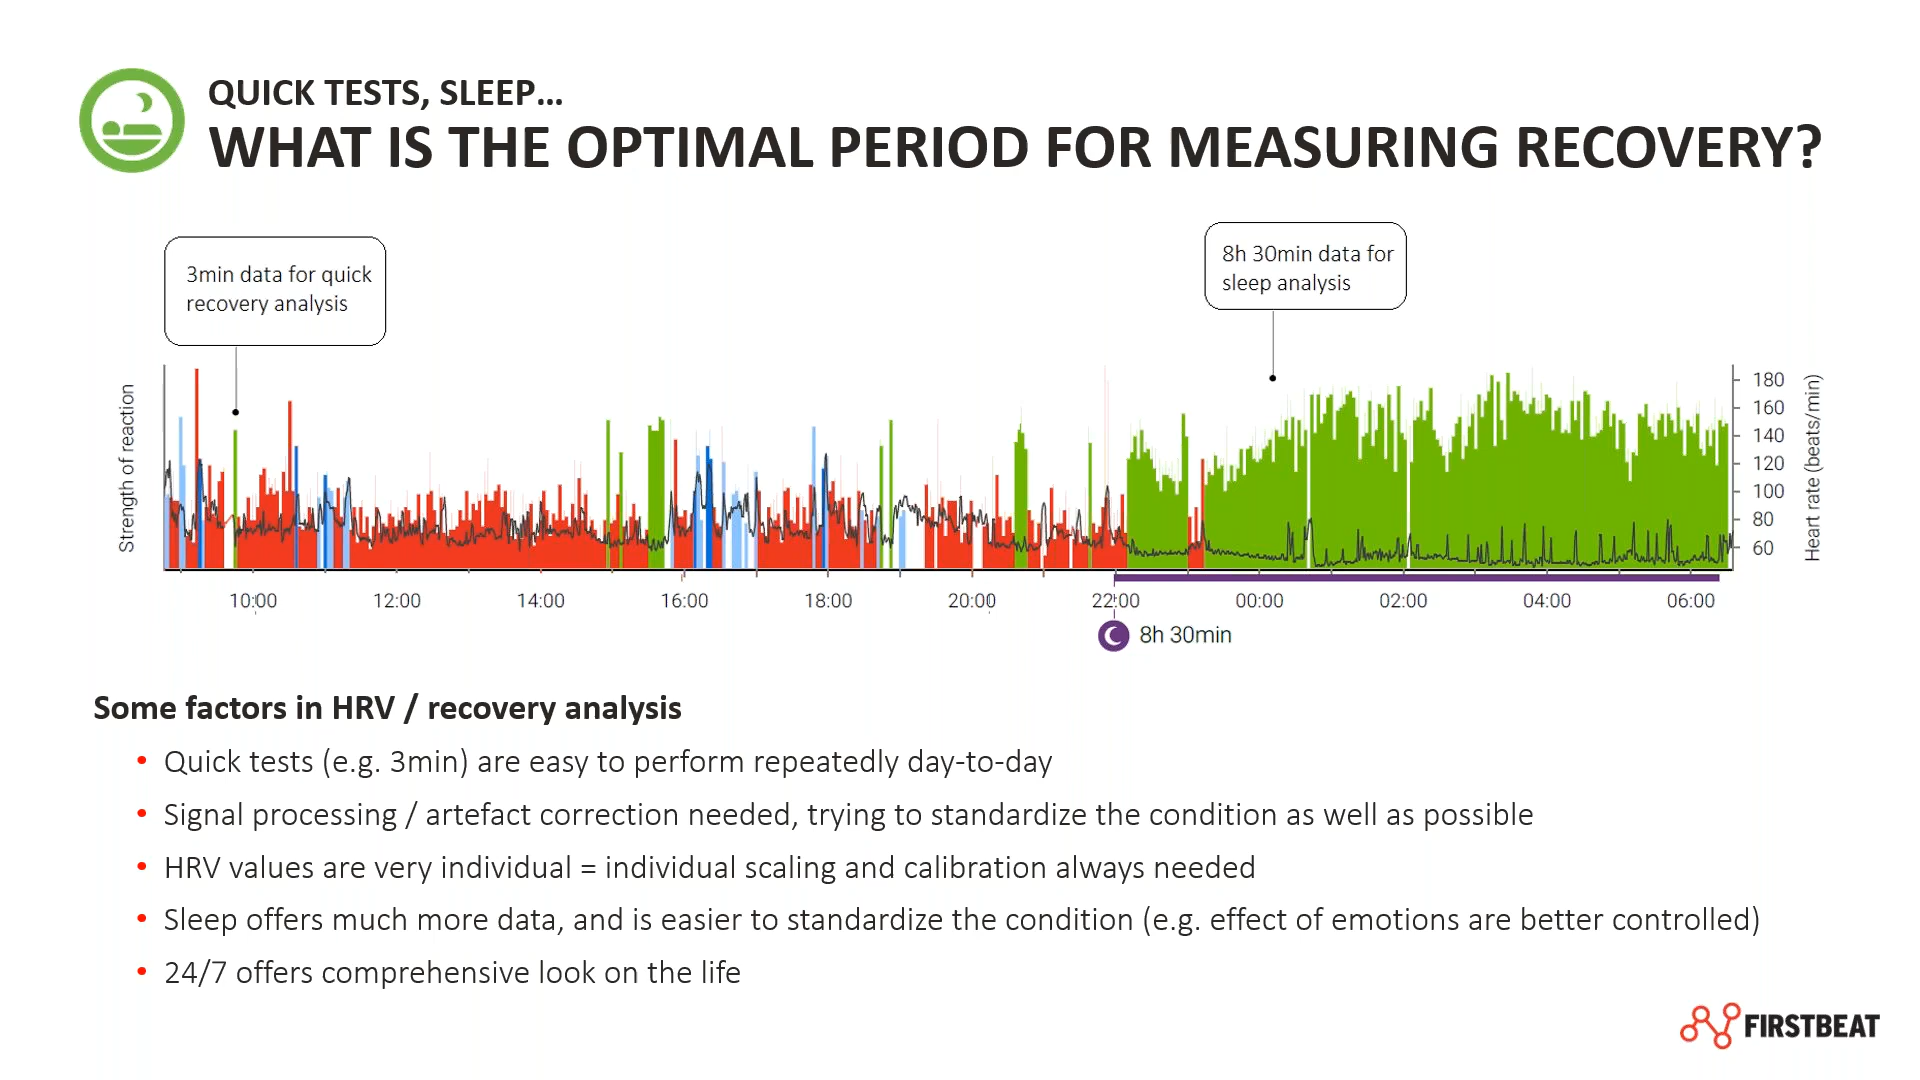 QUICK TESTS, SLEEP...
WHAT IS THE OPTIMAL PERIOD FOR MEASURING RECOVERY?
3min data for quick
recovery analysis
8h 30min data for
sleep analysis
Strength of reaction
180
160
140
120
100
80
60
Heart rate (beats/min)
10:00 12:00 14:00 16:00 18:00 20:00 22:00 00:00 02:00 04:00 06:00
8h 30min
Some factors in HRV / recovery analysis
• Quick tests (e.g. 3min) are easy to perform repeatedly day-to-day
• Signal processing / artefact correction needed, trying to standardize the condition as well as possible
• HRV values are very individual = individual scaling and calibration always needed
• Sleep offers much more data, and is easier to standardize the condition (e.g. effect of emotions are better controlled)
• 24/7 offers comprehensive look on the life
FIRSTBEAT